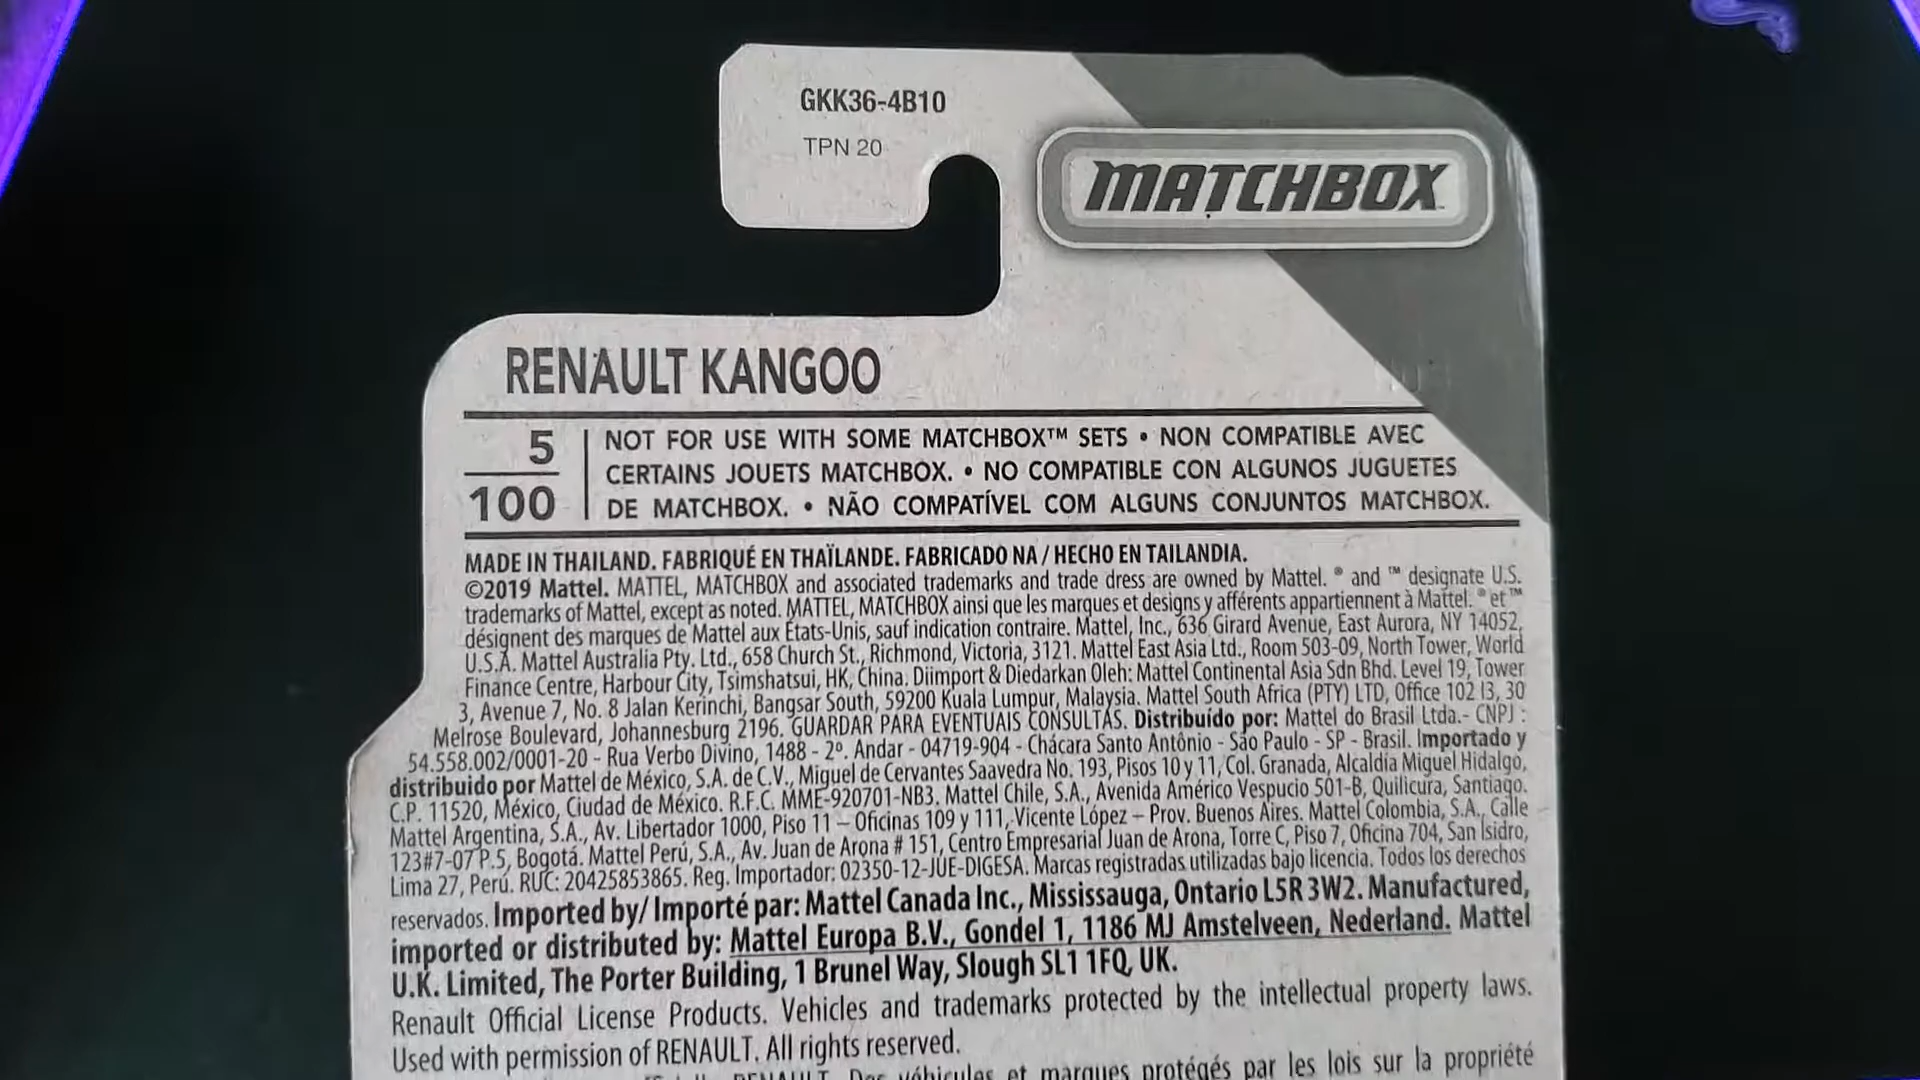 GKK36-4B10
TPN 20
MATCHBOX
RENAULT KANGOO
5
100
NOT FOR USE WITH SOME MATCHBOX™ SETS • NON COMPATIBLE AVEC
CERTAINS JOUETS MATCHBOX. • NO COMPATIBLE CON ALGUNOS JUGUETES
DE MATCHBOX. • NÃO COMPATÍVEL COM ALGUNS CONJUNTOS MATCHBOX.
MADE IN THAILAND. FABRIQUÉ EN THAÏLANDE. FABRICADO NA / HECHO EN TAILANDIA.
©2019 Mattel. MATTEL, MATCHBOX and associated trademarks and trade dress are owned by Mattel. ® and ™ designate U.S.
trademarks of Mattel, except as noted. MATTEL, MATCHBOX ainsi que les marques et designs y afférents appartiennent à Mattel. ® et ™
désignent des marques de Mattel aux États-Unis, sauf indication contraire. Mattel, Inc., 636 Girard Avenue, East Aurora, NY 14052,
U.S.A. Mattel Australia Pty. Ltd., 658 Church St., Richmond, Victoria, 3121. Mattel East Asia Ltd., Room 503-09, North Tower, World
Finance Centre, Harbour City, Tsimshatsui, HK, China. Diimport & Diedarkan Oleh: Mattel Continental Asia Sdn Bhd. Level 19, Tower
3, Avenue 7, No. 8 Jalan Kerinchi, Bangsar South, 59200 Kuala Lumpur, Malaysia. Mattel South Africa (PTY) LTD, Office 102 I3, 30
Melrose Boulevard, Johannesburg 2196. GUARDAR PARA EVENTUAIS CONSULTAS. Distribuído por: Mattel do Brasil Ltda.- CNPJ :
54.558.002/0001-20 - Rua Verbo Divino, 1488 - 2º. Andar - 04719-904 - Chácara Santo Antônio - São Paulo - SP - Brasil. Importado y
distribuido por Mattel de México, S.A. de C.V., Miguel de Cervantes Saavedra No. 193, Pisos 10 y 11, Col. Granada, Alcaldía Miguel Hidalgo,
C.P. 11520, México, Ciudad de México. R.F.C. MME-920701-NB3. Mattel Chile, S.A., Avenida Américo Vespucio 501-B, Quilicura, Santiago.
Mattel Argentina, S.A., Av. Libertador 1000, Piso 11 – Oficinas 109 y 111, Vicente López – Prov. Buenos Aires. Mattel Colombia, S.A., Calle
123#7-07 P.5, Bogotá. Mattel Perú, S.A., Av. Juan de Arona # 151, Centro Empresarial Juan de Arona, Torre C, Piso 7, Oficina 704, San Isidro,
Lima 27, Perú. RUC: 20425853865. Reg. Importador: 02350-12-JUE-DIGESA. Marcas registradas utilizadas bajo licencia. Todos los derechos
reservados. Imported by/ Importé par: Mattel Canada Inc., Mississauga, Ontario L5R 3W2. Manufactured,
imported or distributed by: Mattel Europa B.V., Gondel 1, 1186 MJ Amstelveen, Nederland. Mattel
U.K. Limited, The Porter Building, 1 Brunel Way, Slough SL1 1FQ, UK.
Renault Official License Products. Vehicles and trademarks protected by the intellectual property laws.
Used with permission of RENAULT. All rights reserved.
RENAULT. Des véhicules et marques protégés par les lois sur la propriété